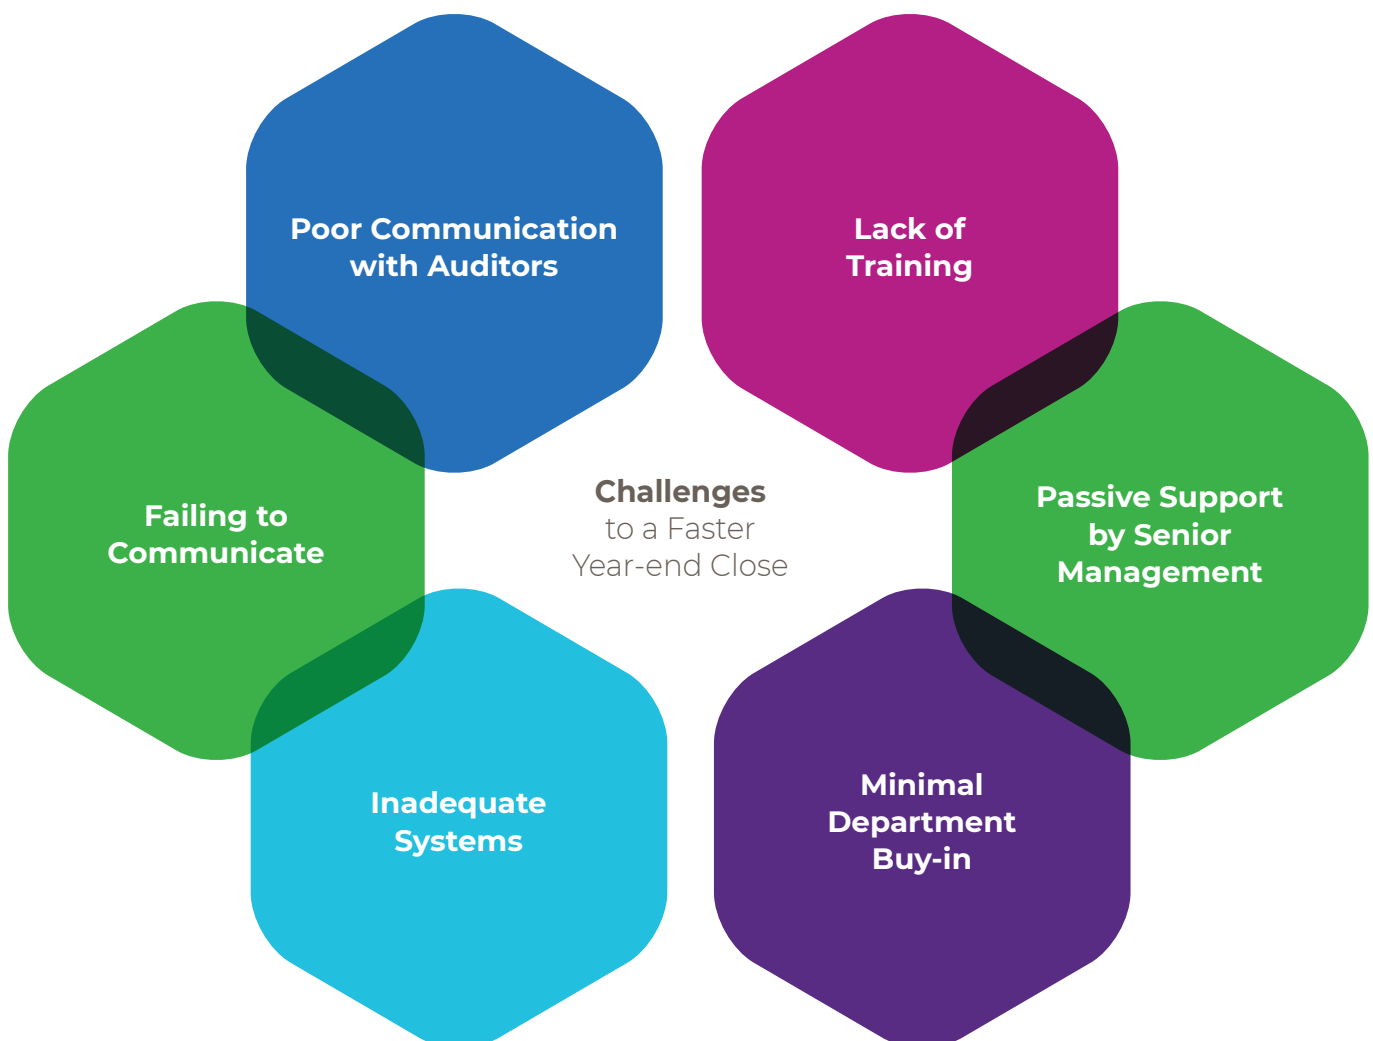 Poor Communication
with Auditors
Lack of
Training
Failing to
Communicate
Challenges
to a Faster
Year-end Close
Passive Support
by Senior
Management
Inadequate
Systems
Minimal
Department
Buy-in